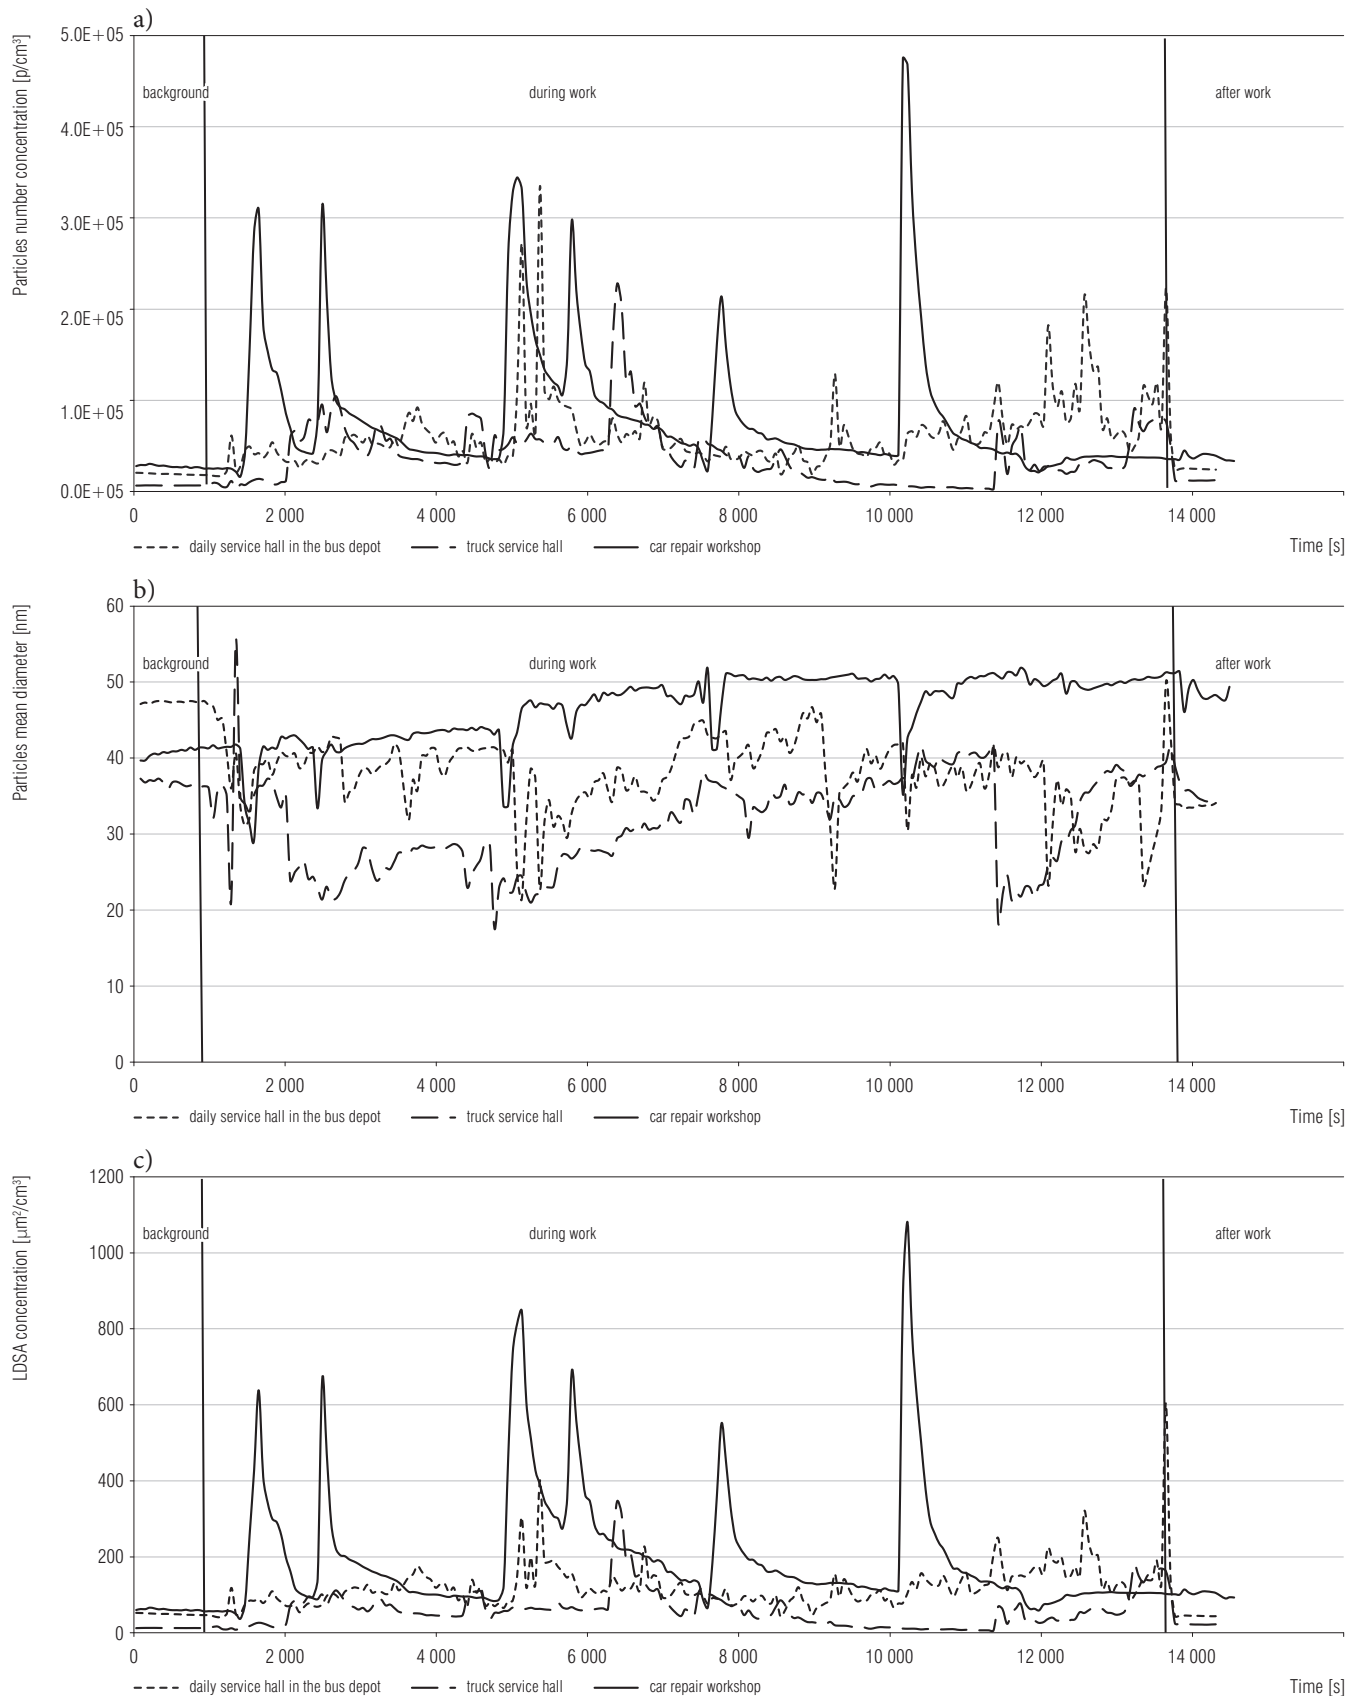 a)
Particles number concentration [p/cm³]
5.0E+05
4.0E+05
3.0E+05
2.0E+05
1.0E+05
0.0E+05
background
during work
after work
0 2 000 4 000 6 000 8 000 10 000 12 000 14 000
daily service hall in the bus depot truck service hall car repair workshop Time [s]
b)
Particles mean diameter [nm]
60
50
40
30
20
10
0
background
during work
after work
0 2 000 4 000 6 000 8 000 10 000 12 000 14 000
daily service hall in the bus depot truck service hall car repair workshop Time [s]
c)
LDSA concentration [μm²/cm³]
1200
1000
800
600
400
200
0
background
during work
after work
0 2 000 4 000 6 000 8 000 10 000 12 000 14 000
daily service hall in the bus depot truck service hall car repair workshop Time [s]